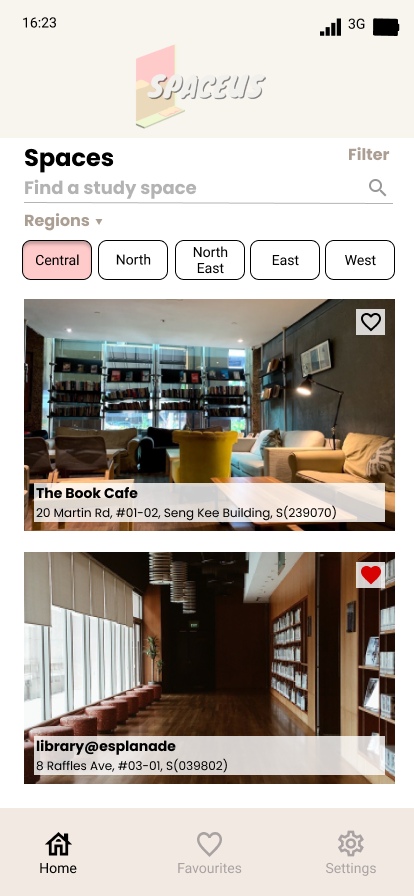 16:23
3G
SPACEUS
Spaces
Filter
Find a study space
Regions
Central
North
North
East
East
West
The Book Cafe
20 Martin Rd, #01-02, Seng Kee Building, S(239070)
library@esplanade
8 Raffles Ave, #03-01, S(039802)
Home
Favourites
Settings